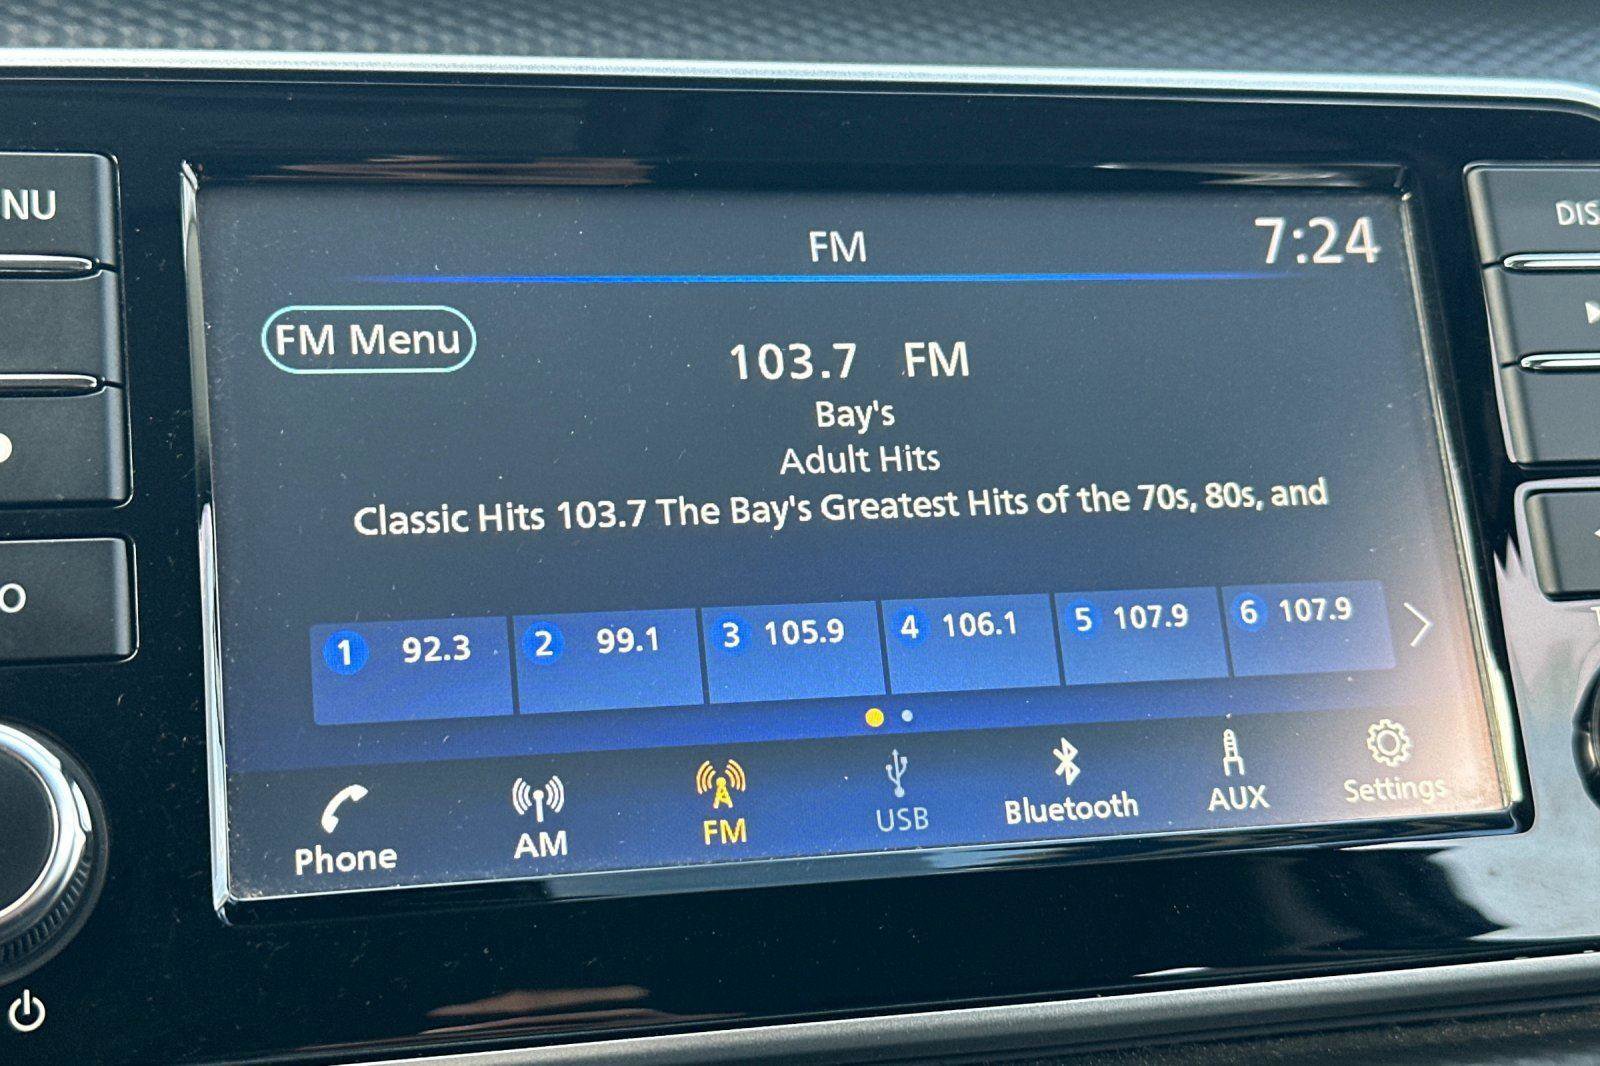 NU
DIS
FM
7:24
FM Menu
103.7 FM
Bay's
Adult Hits
Classic Hits 103.7 The Bay's Greatest Hits of the 70s, 80s, and
1 92.3 2 99.1 3 105.9 4 106.1 5 107.9 6 107.9
Phone AM FM USB Bluetooth AUX Settings
O
T